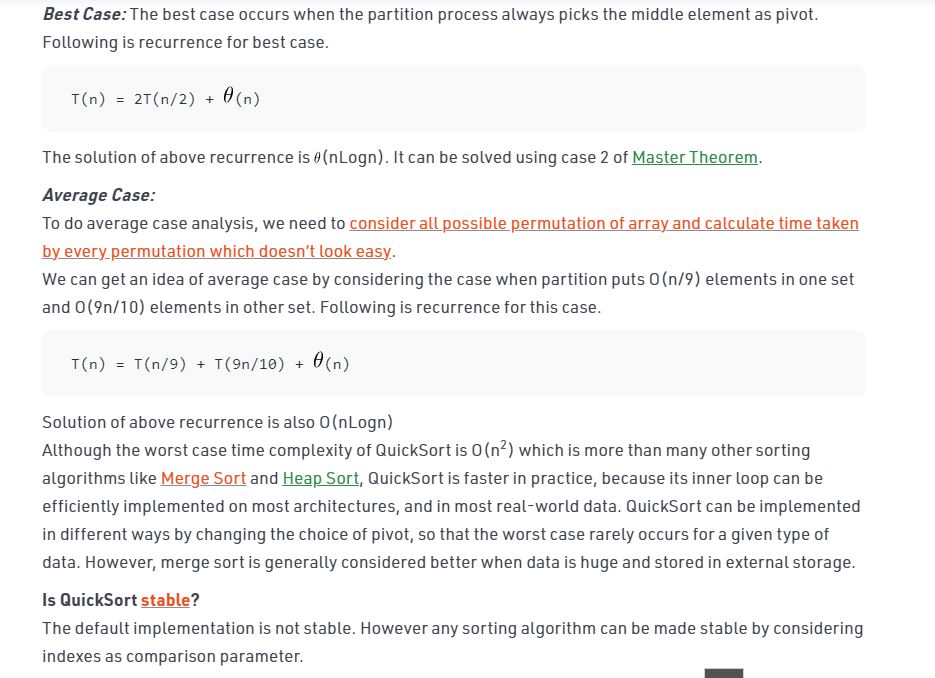 Best Case: The best case occurs when the partition process always picks the middle element as pivot.
Following is recurrence for best case.
T(n) = 2T(n/2) + θ(n)
The solution of above recurrence is θ(nLogn). It can be solved using case 2 of Master Theorem.
Average Case:
To do average case analysis, we need to consider all possible permutation of array and calculate time taken
by every permutation which doesn't look easy.
We can get an idea of average case by considering the case when partition puts O(n/9) elements in one set
and O(9n/10) elements in other set. Following is recurrence for this case.
T(n) = T(n/9) + T(9n/10) + θ(n)
Solution of above recurrence is also O(nLogn)
Although the worst case time complexity of QuickSort is O(n²) which is more than many other sorting
algorithms like Merge Sort and Heap Sort, QuickSort is faster in practice, because its inner loop can be
efficiently implemented on most architectures, and in most real-world data. QuickSort can be implemented
in different ways by changing the choice of pivot, so that the worst case rarely occurs for a given type of
data. However, merge sort is generally considered better when data is huge and stored in external storage.
Is QuickSort stable?
The default implementation is not stable. However any sorting algorithm can be made stable by considering
indexes as comparison parameter.